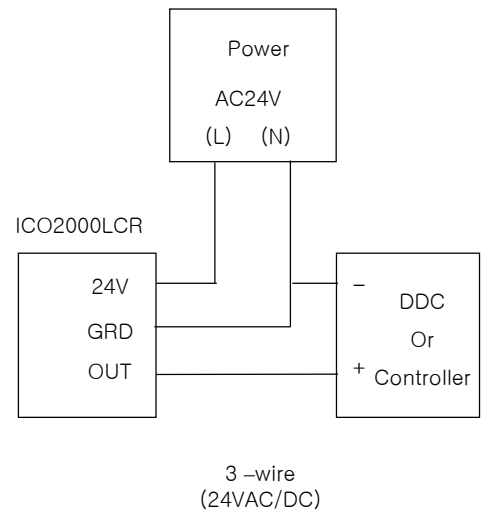 Power
AC24V
(L) (N)
ICO2000LCR
24V
GRD
OUT
−
DDC
Or
+ Controller
3 –wire
(24VAC/DC)